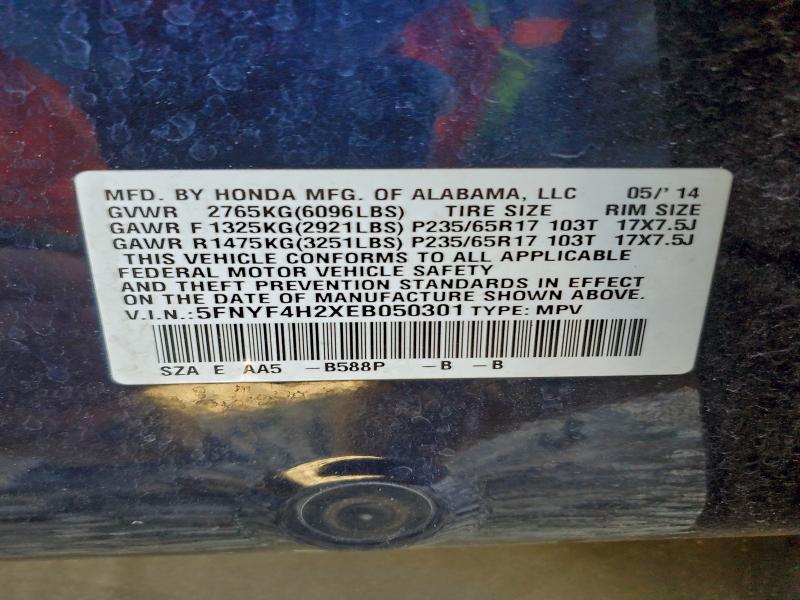 MFD. BY HONDA MFG. OF ALABAMA, LLC 05/'14
GVWR 2765KG(6096LBS) TIRE SIZE RIM SIZE
GAWR F 1325KG(2921LBS) P235/65R17 103T 17X7.5J
GAWR R1475KG(3251LBS) P235/65R17 103T 17X7.5J
THIS VEHICLE CONFORMS TO ALL APPLICABLE
FEDERAL MOTOR VEHICLE SAFETY
AND THEFT PREVENTION STANDARDS IN EFFECT
ON THE DATE OF MANUFACTURE SHOWN ABOVE.
V.I.N.:5FNYF4H2XEB050301 TYPE: MPV
SZA E AA5 -B588P -B -B